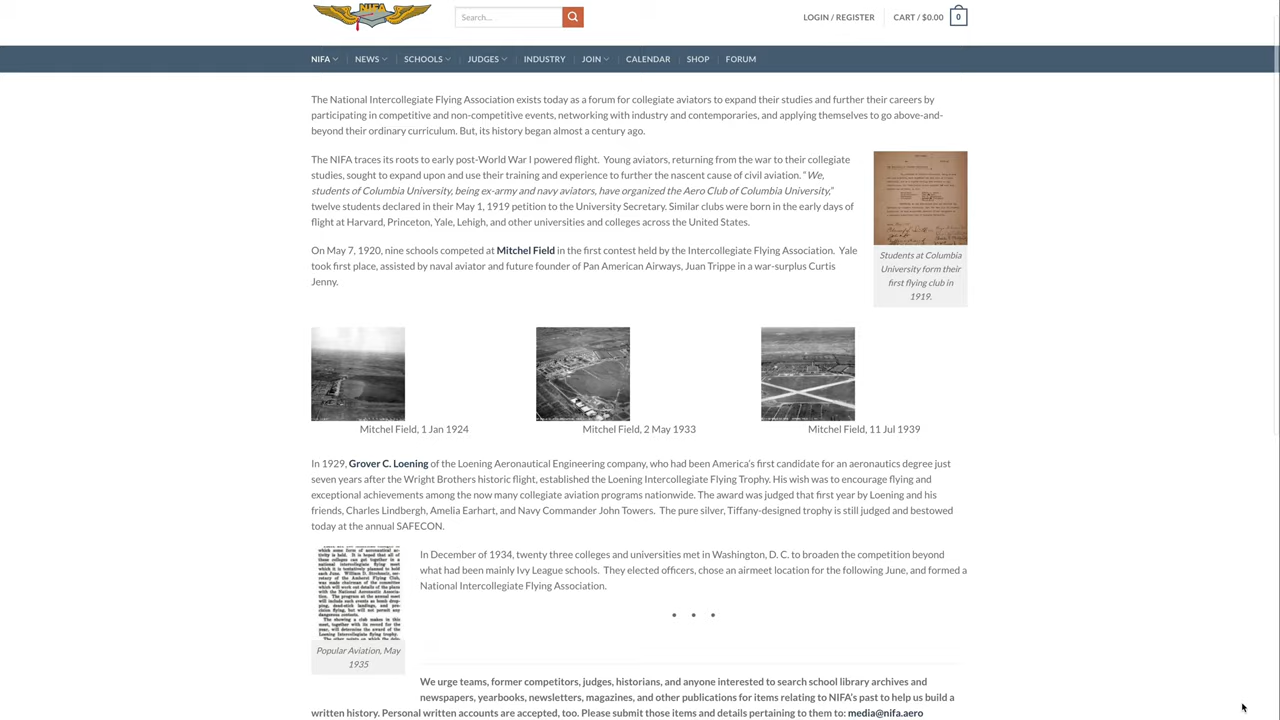 NIFA
Search...
LOGIN / REGISTER
CART / $0.00
0
NIFA
NEWS
SCHOOLS
JUDGES
INDUSTRY
JOIN
CALENDAR
SHOP
FORUM
The National Intercollegiate Flying Association exists today as a forum for collegiate aviators to expand their studies and further their careers by
participating in competitive and non-competitive events, networking with industry and contemporaries, and applying themselves to go above-and-
beyond their ordinary curriculum. But, its history began almost a century ago.
The NIFA traces its roots to early post-World War I powered flight. Young aviators, returning from the war to their collegiate
studies, sought to expand upon and use their training and experience to further the nascent cause of civil aviation. "We,
students of Columbia University, being ex-army and navy aviators, have organized the Aero Club of Columbia University,"
twelve students declared in their May 1, 1919 petition to the University Secretary. Similar clubs were born in the early days of
flight at Harvard, Princeton, Yale, Lehigh, and other universities and colleges across the United States.
Students at Columbia
University form their
first flying club in
1919.
On May 7, 1920, nine schools competed at Mitchel Field in the first contest held by the Intercollegiate Flying Association. Yale
took first place, assisted by naval aviator and future founder of Pan American Airways, Juan Trippe in a war-surplus Curtis
Jenny.
Mitchel Field, 1 Jan 1924
Mitchel Field, 2 May 1933
Mitchel Field, 11 Jul 1939
In 1929, Grover C. Loening of the Loening Aeronautical Engineering company, who had been America's first candidate for an aeronautics degree just
seven years after the Wright Brothers historic flight, established the Loening Intercollegiate Flying Trophy. His wish was to encourage flying and
exceptional achievements among the now many collegiate aviation programs nationwide. The award was judged that first year by Loening and his
friends, Charles Lindbergh, Amelia Earhart, and Navy Commander John Towers. The pure silver, Tiffany-designed trophy is still judged and bestowed
today at the annual SAFECON.
In December of 1934, twenty three colleges and universities met in Washington, D. C. to broaden the competition beyond
what had been mainly Ivy League schools. They elected officers, chose an airmeet location for the following June, and formed a
National Intercollegiate Flying Association.
Popular Aviation, May
1935
• • •
We urge teams, former competitors, judges, historians, and anyone interested to search school library archives and
newspapers, yearbooks, newsletters, magazines, and other publications for items relating to NIFA's past to help us build a
written history. Personal written accounts are accepted, too. Please submit those items and details pertaining to them to: media@nifa.aero